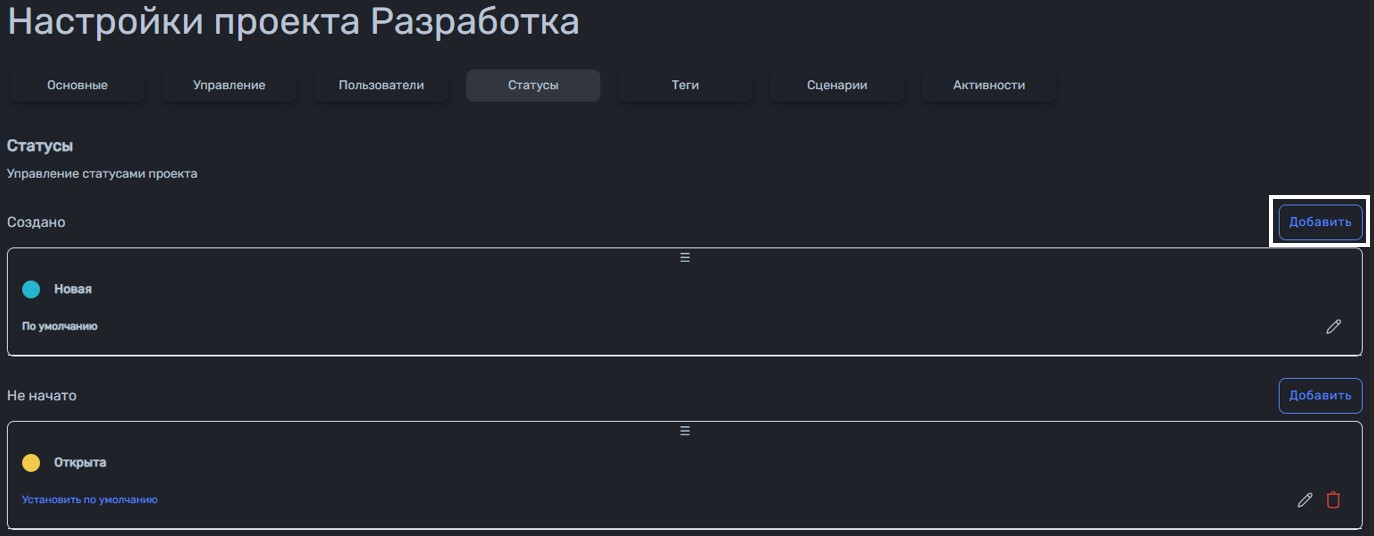 Настройки проекта Разработка
Основные Управление Пользователи Статусы Теги Сценарии Активности
Статусы
Управление статусами проекта
Создано Добавить
Новая
По умолчанию
Не начато Добавить
Открыта
Установить по умолчанию